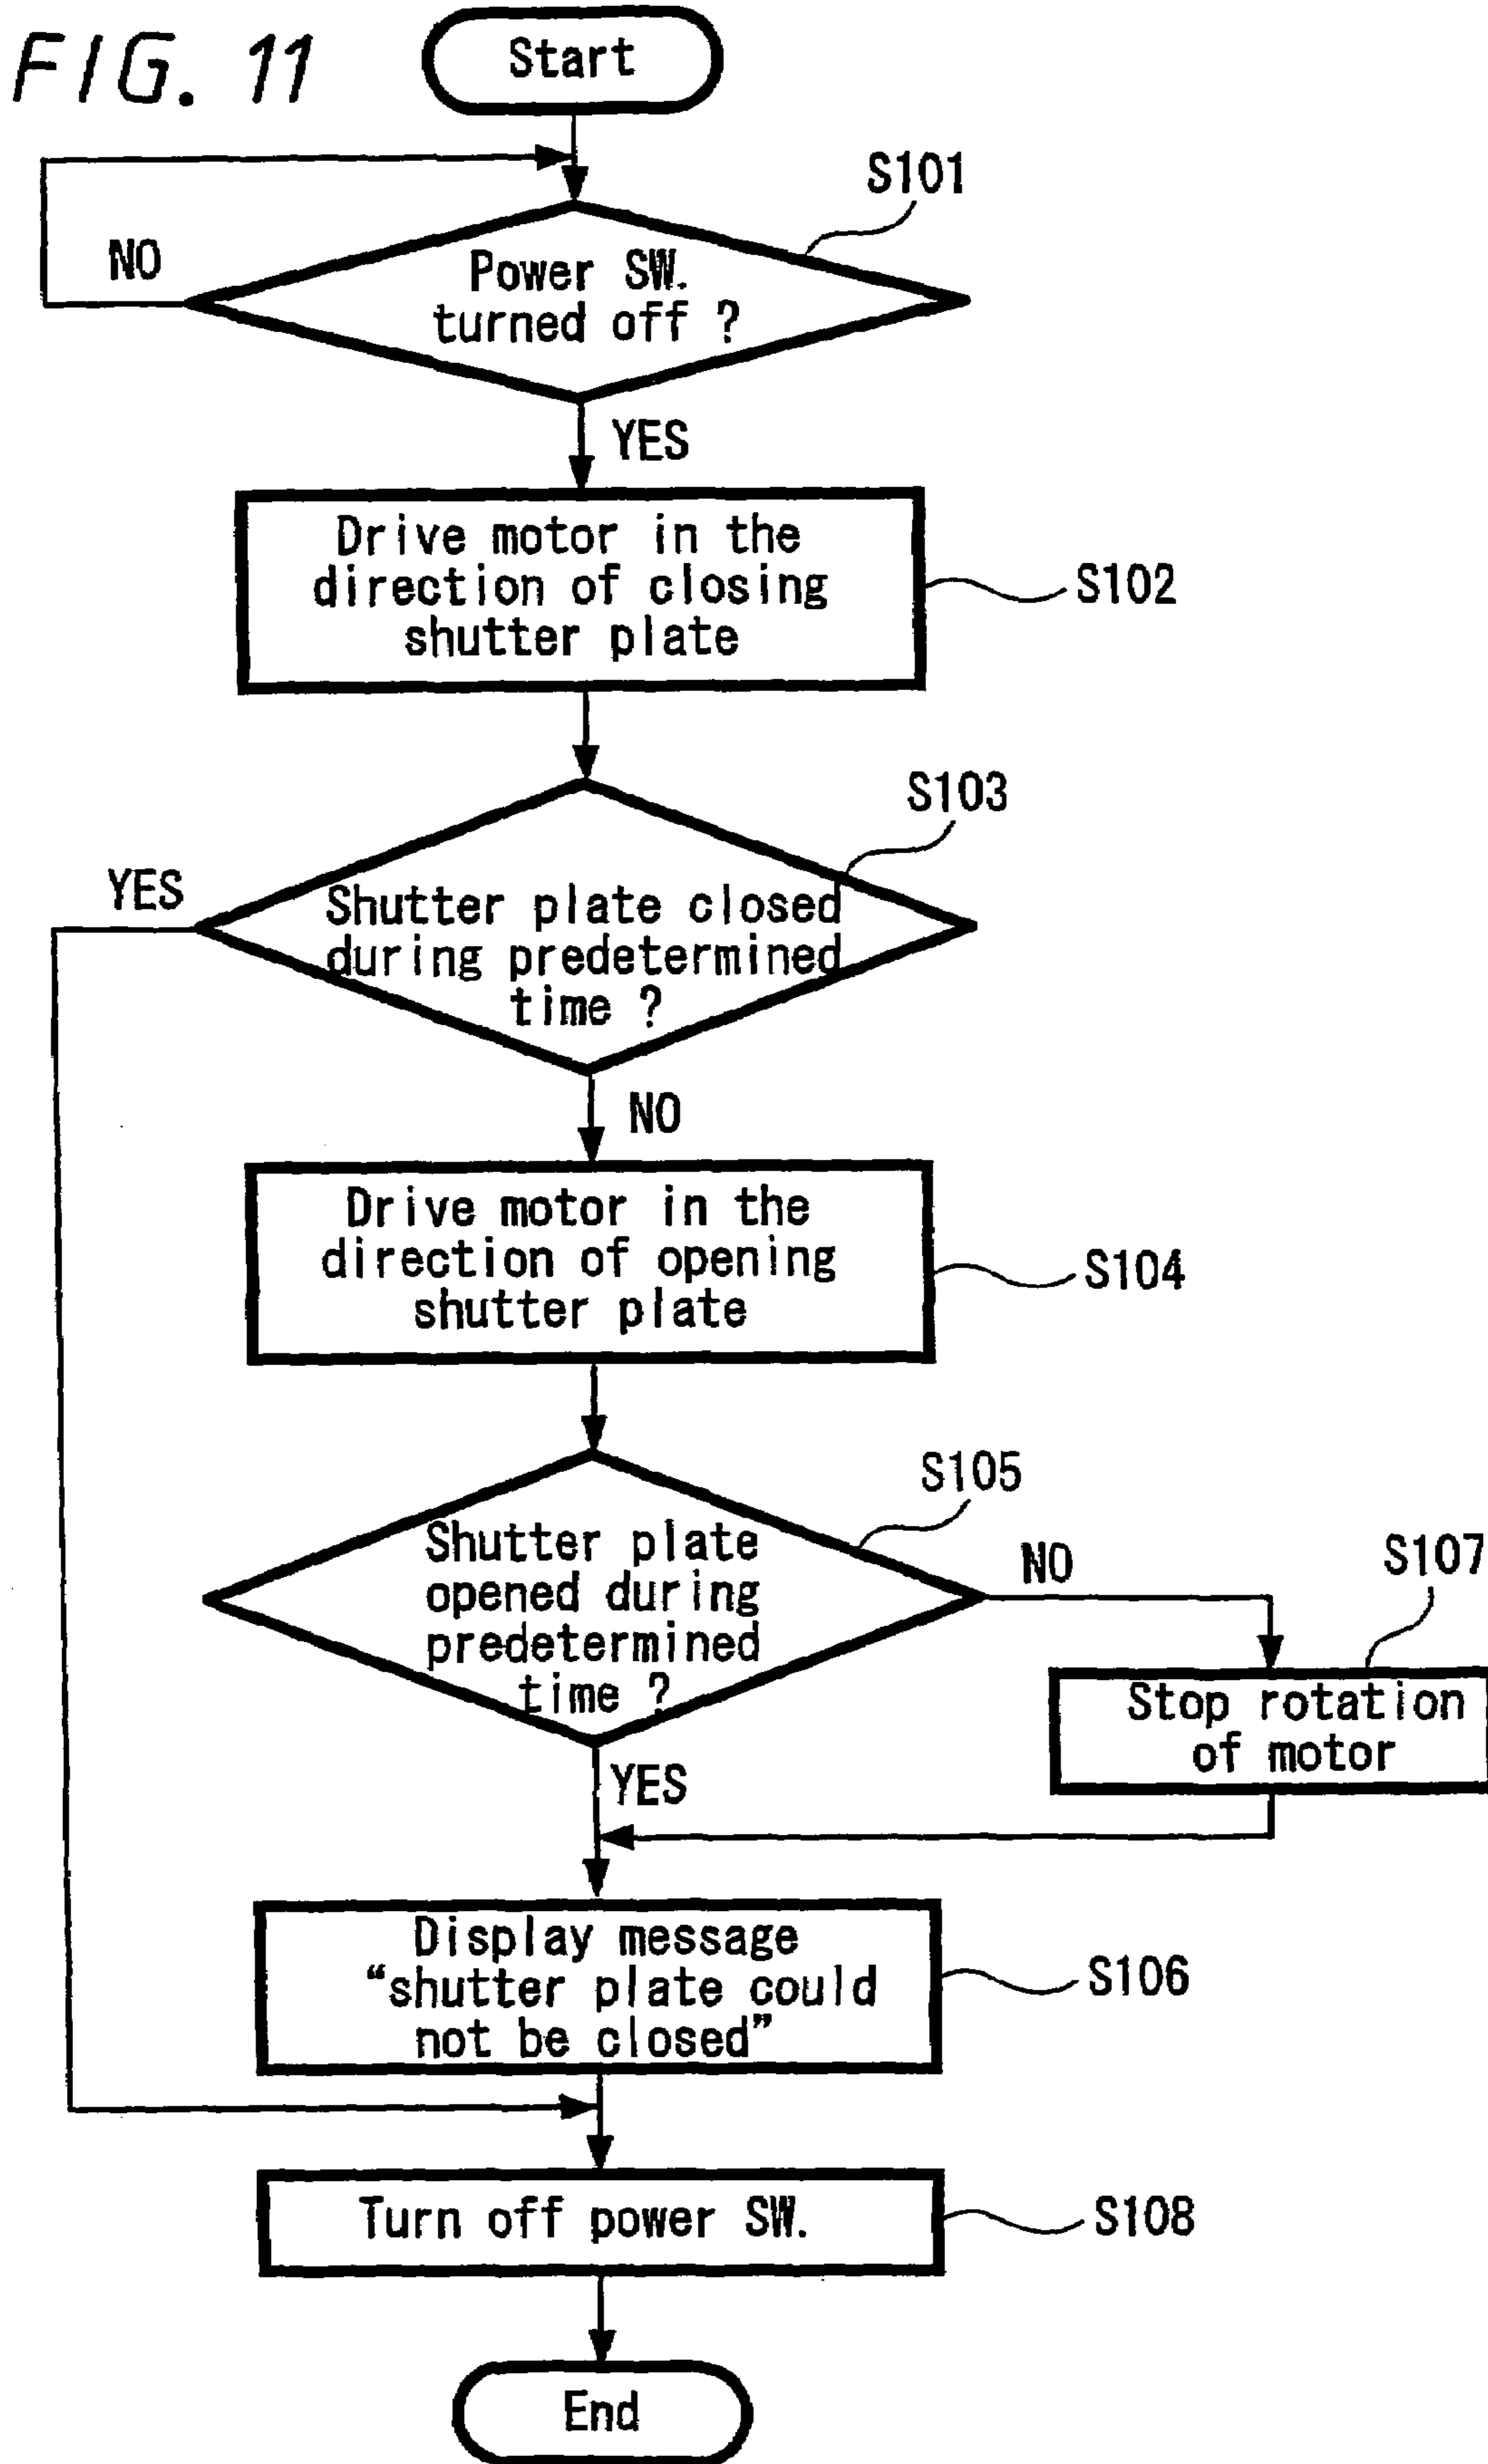 FIG. 11
Start
S101
NO
Power SW.
turned off ?
YES
Drive motor in the
direction of closing
shutter plate
S102
S103
YES
Shutter plate closed
during predetermined
time ?
NO
Drive motor in the
direction of opening
shutter plate
S104
S105
Shutter plate
opened during
predetermined
time ?
NO
S107
Stop rotation
of motor
YES
Display message
“shutter plate could
not be closed”
S106
Turn off power SW.
S108
End